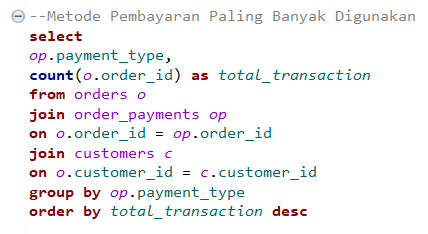 --Metode Pembayaran Paling Banyak Digunakan
select
op.payment_type,
count(o.order_id) as total_transaction
from orders o
join order_payments op
on o.order_id = op.order_id
join customers c
on o.customer_id = c.customer_id
group by op.payment_type
order by total_transaction desc